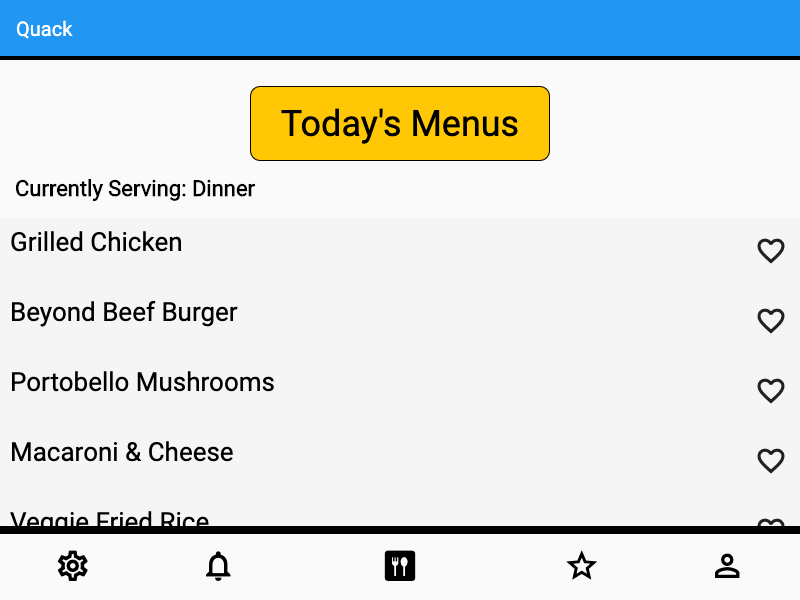 Quack
Today's Menus
Currently Serving: Dinner
Grilled Chicken
Beyond Beef Burger
Portobello Mushrooms
Macaroni & Cheese
Veggie Fried Rice